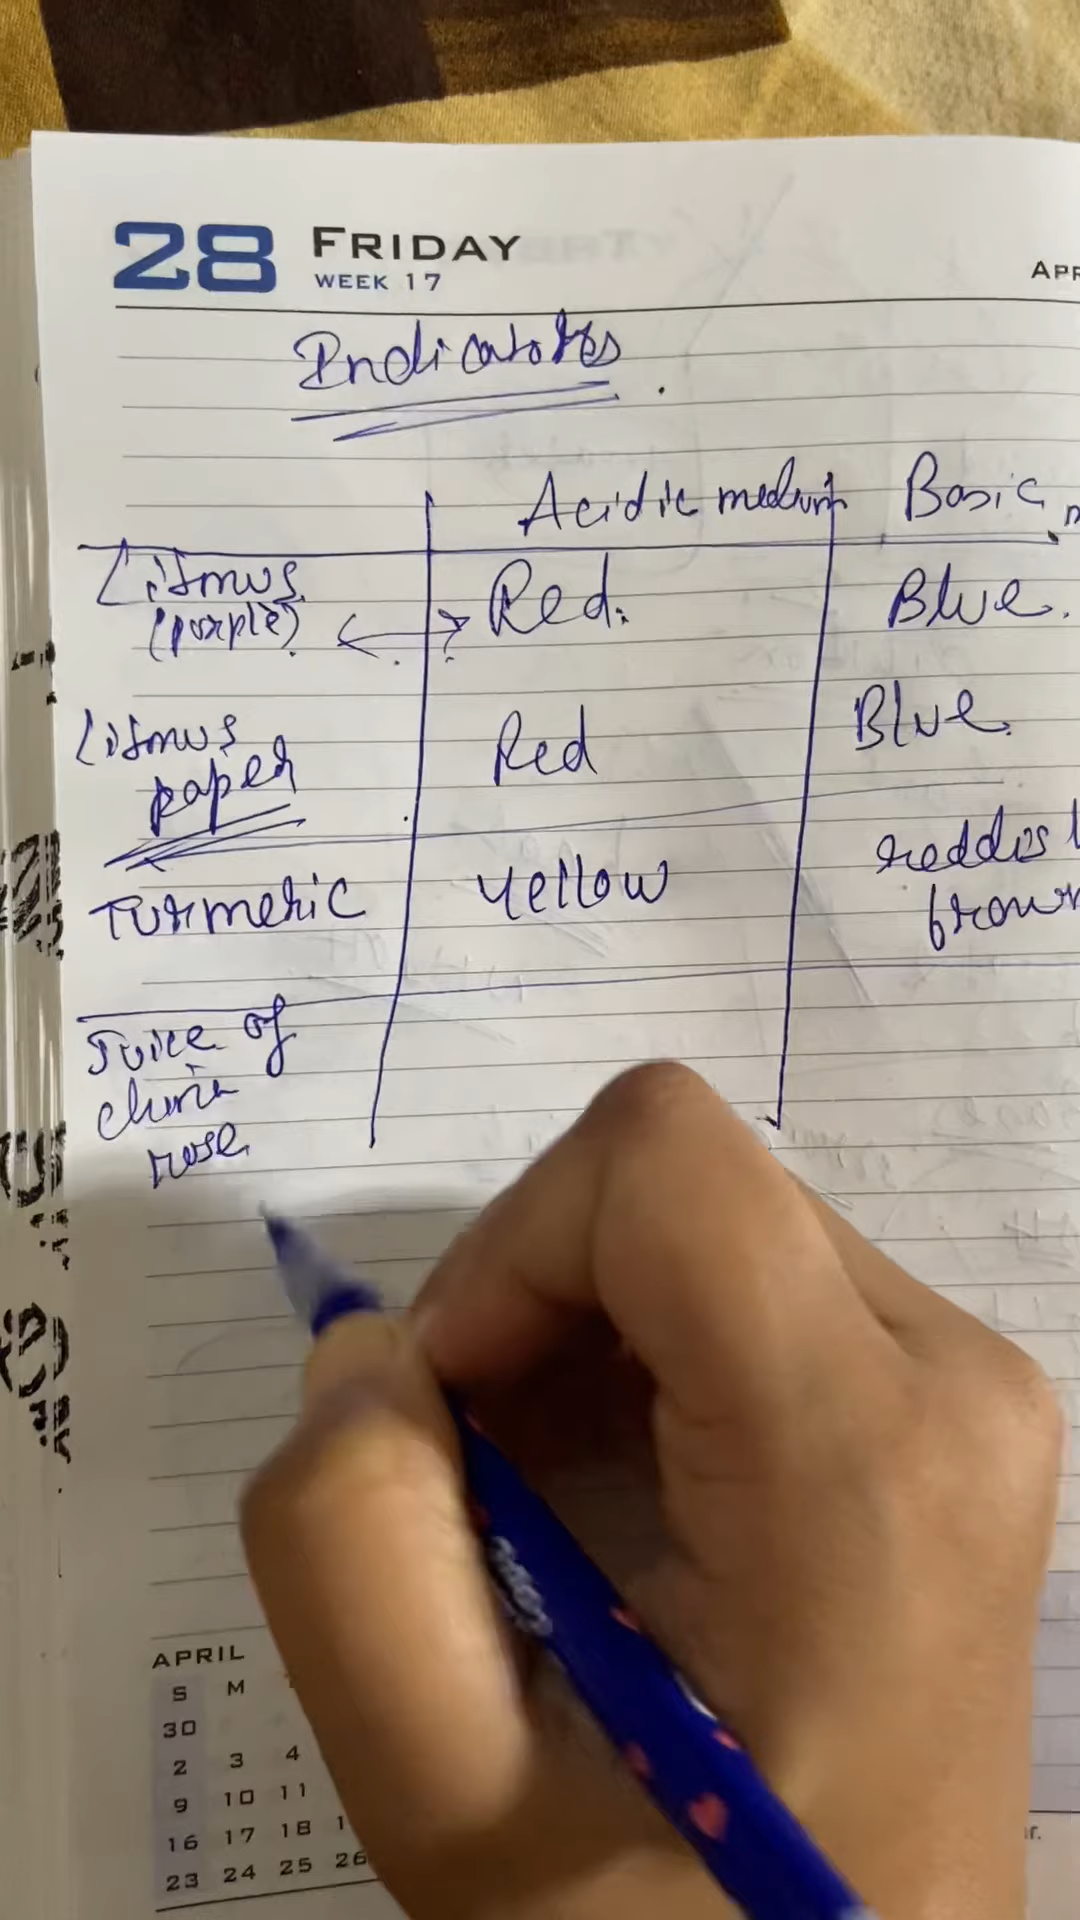 28 FRIDAY
WEEK 17
APR
Indicators
Acidic medium Basic
Litmus Red. Blue.
(purple)
Litmus Red Blue.
paper
Turmeric Yellow reddish
brown
Juice of
china
rose
APRIL
S M
30
2 3 4
9 10 11
16 17 18 1
23 24 25 26